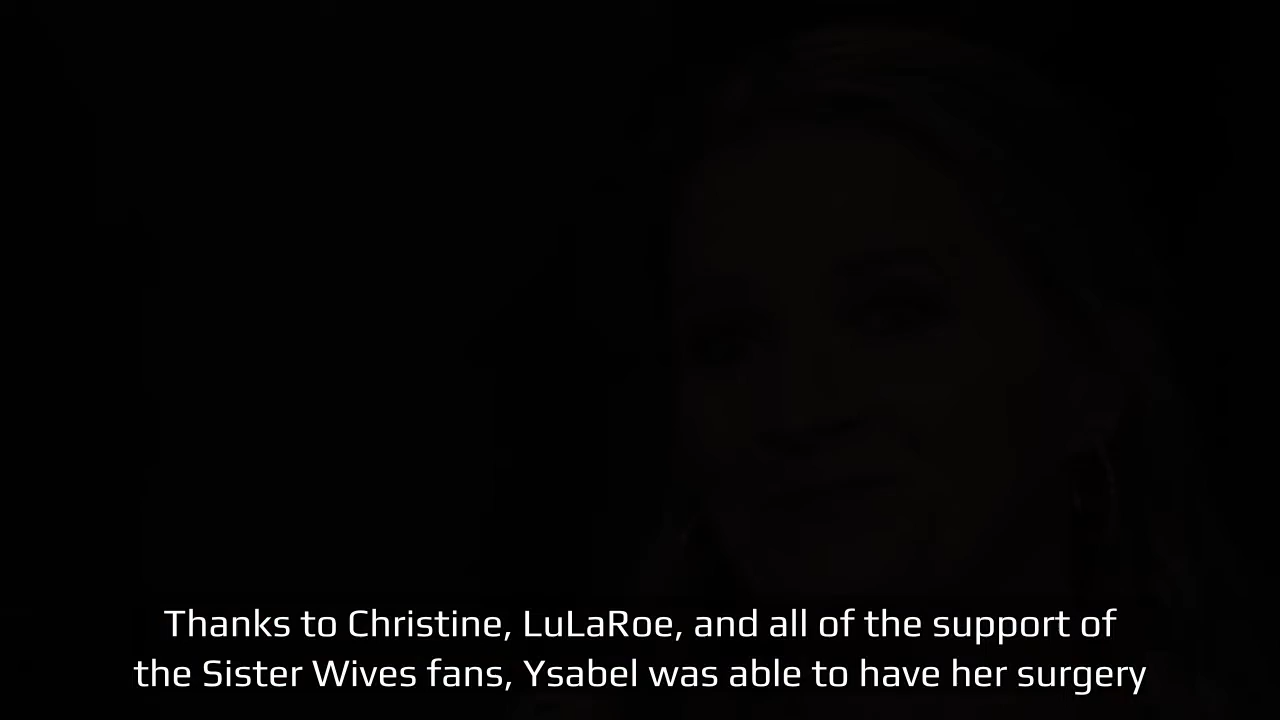 Thanks to Christine, LuLaRoe, and all of the support of
the Sister Wives fans, Ysabel was able to have her surgery